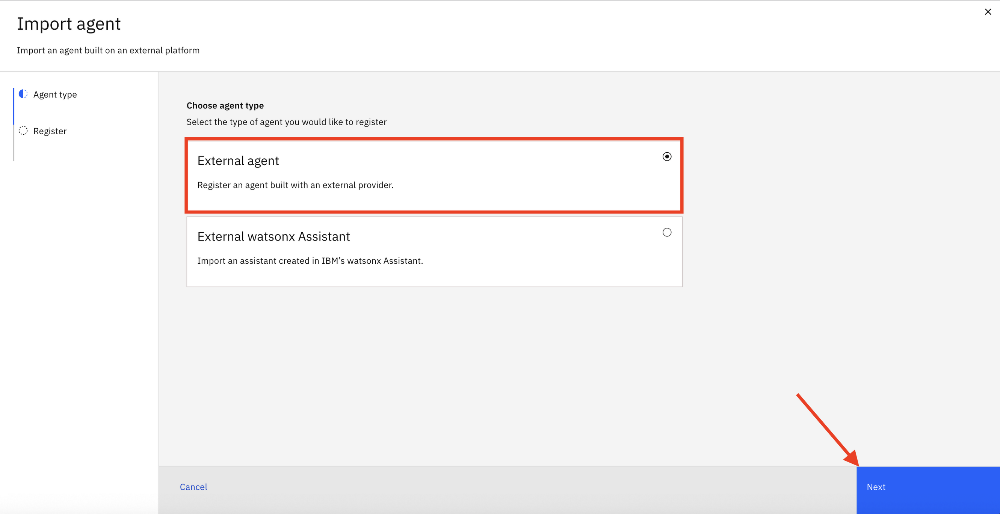 Import agent
Import an agent built on an external platform
Agent type
Register
Choose agent type
Select the type of agent you would like to register
External agent
Register an agent built with an external provider.
External watsonx Assistant
Import an assistant created in IBM’s watsonx Assistant.
Cancel
Next